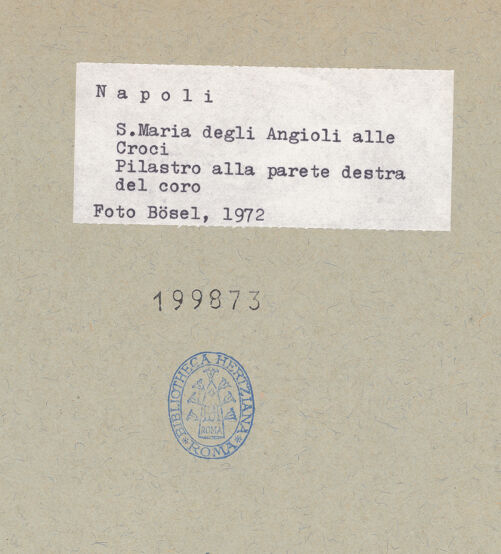 Napoli
S.Maria degli Angioli alle
Croci
Pilastro alla parete destra
del coro
Foto Bösel, 1972
199873
BIBLIOTHECA HERTZIANA
ROMA
*ROMA*